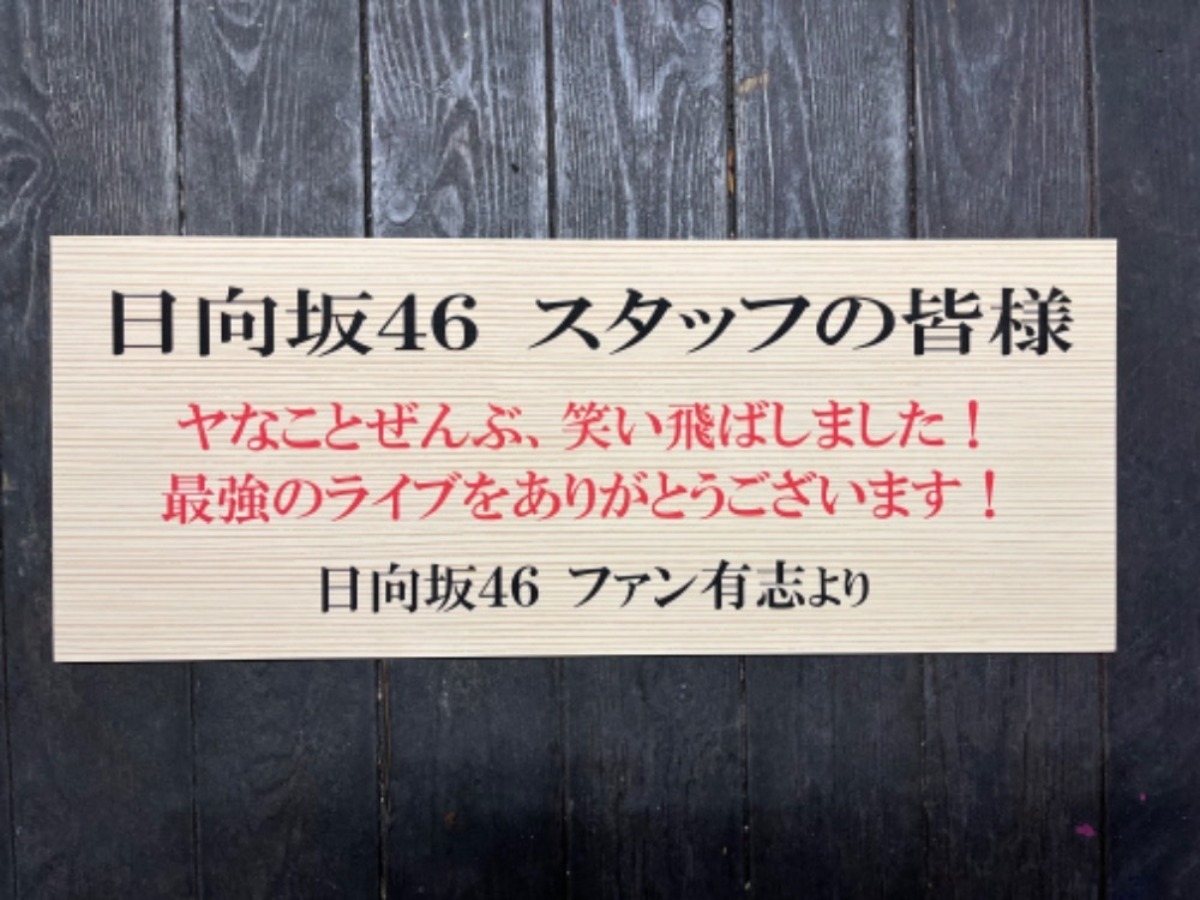 日向坂46 スタッフの皆様
ヤなことぜんぶ、笑い飛ばしました！
最強のライブをありがとうございます！
日向坂46 ファン有志より